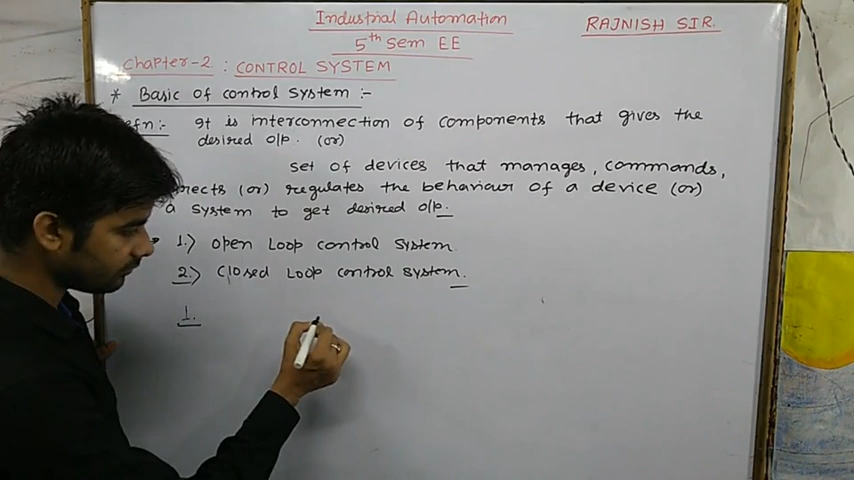 Industrial Automation
RAJNISH SIR.
5th Sem EE
Chapter-2 : CONTROL SYSTEM
* Basic of control System :-
efn :- It is interconnection of components that gives the
desired o/p. (or)
Set of devices that manages, commands,
rects (or) regulates the behaviour of a device (or)
a System to get desired o/p.
1.> open Loop control System.
2.> Closed Loop control System.
1.